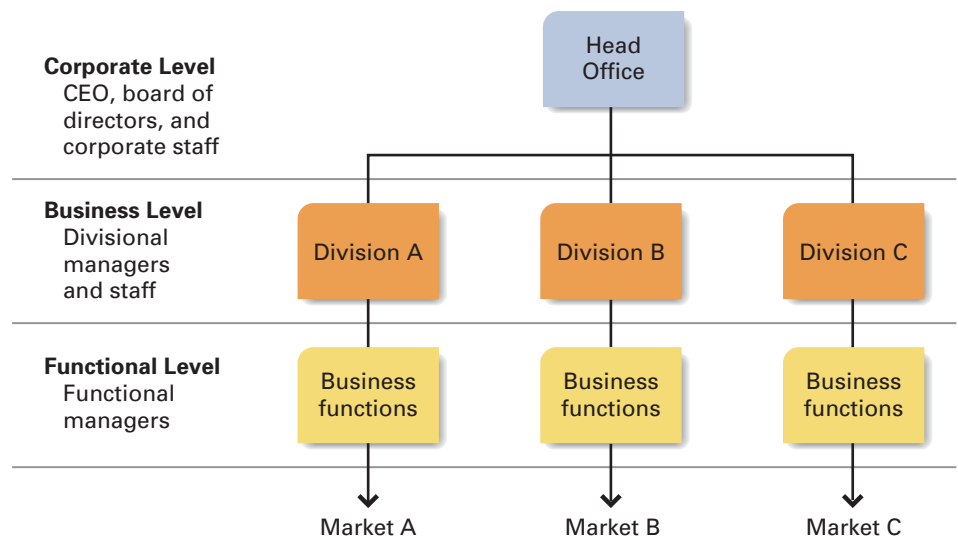 Head
Office
Corporate Level
CEO, board of
directors, and
corporate staff
Business Level
Divisional
managers
and staff
Division A
Division B
Division C
Functional Level
Functional
managers
Business
functions
Business
functions
Business
functions
Market A
Market B
Market C